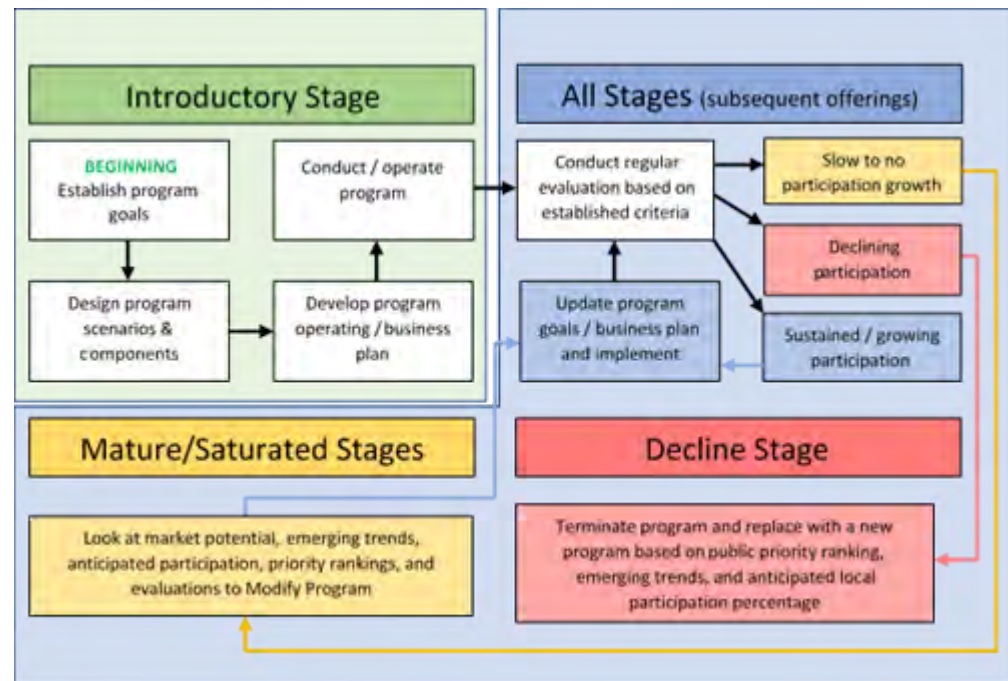 Introductory Stage
BEGINNING
Establish program
goals
Conduct / operate
program
Design program
scenarios &
components
Develop program
operating / business
plan
All Stages (subsequent offerings)
Conduct regular
evaluation based on
established criteria
Slow to no
participation growth
Declining
participation
Update program
goals / business plan
and implement
Sustained / growing
participation
Mature/Saturated Stages
Look at market potential, emerging trends,
anticipated participation, priority rankings, and
evaluations to Modify Program
Decline Stage
Terminate program and replace with a new
program based on public priority ranking,
emerging trends, and anticipated local
participation percentage